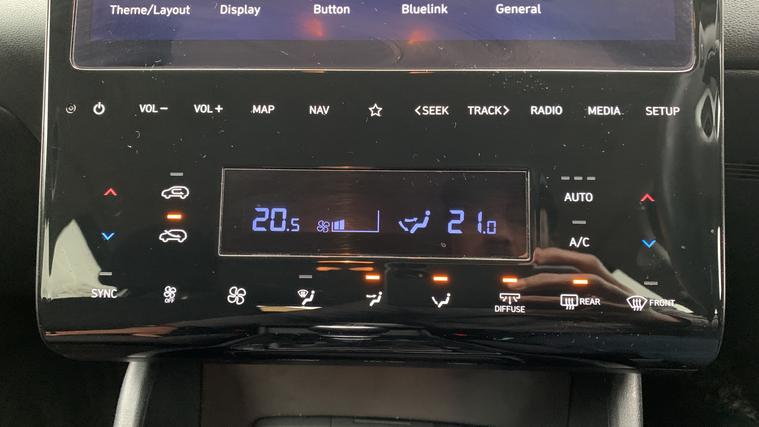 Theme/Layout Display Button Bluelink General
VOL− VOL+ MAP NAV <SEEK TRACK> RADIO MEDIA SETUP
AUTO
20.5 21.0
A/C
SYNC OFF DIFFUSE REAR FRONT